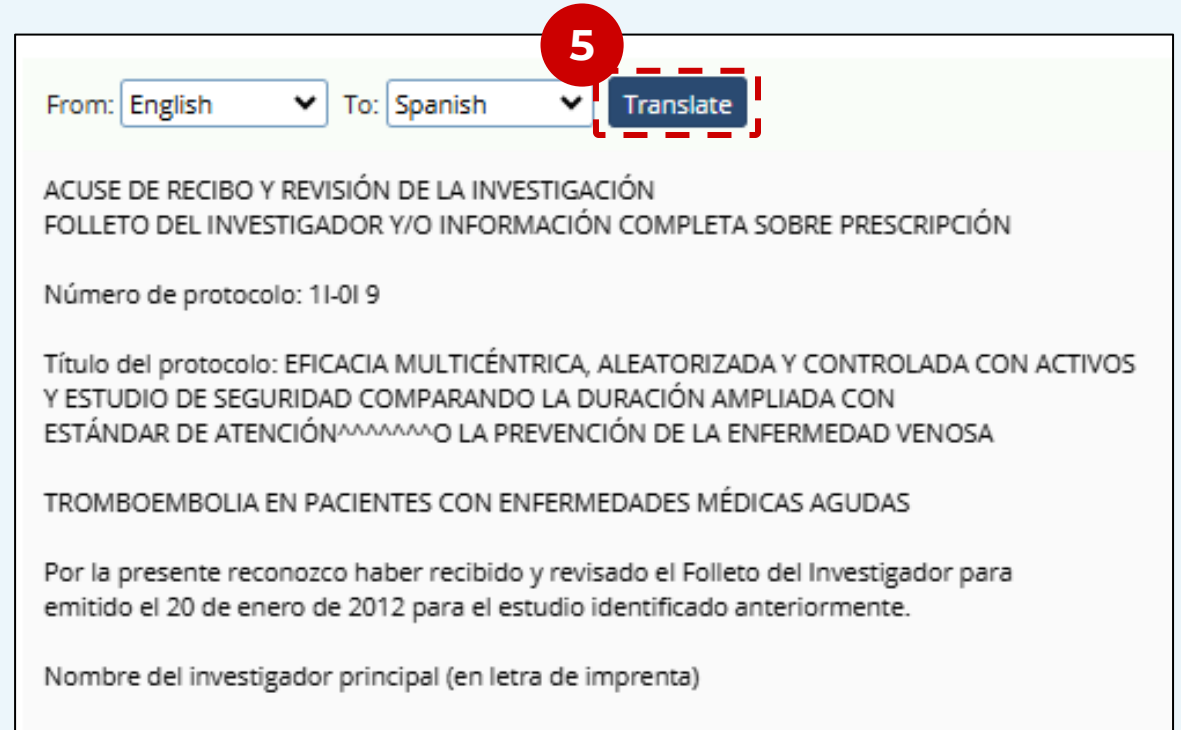 5
From: English To: Spanish Translate
ACUSE DE RECIBO Y REVISIÓN DE LA INVESTIGACIÓN
FOLLETO DEL INVESTIGADOR Y/O INFORMACIÓN COMPLETA SOBRE PRESCRIPCIÓN
Número de protocolo: 1I-0I 9
Título del protocolo: EFICACIA MULTICÉNTRICA, ALEATORIZADA Y CONTROLADA CON ACTIVOS
Y ESTUDIO DE SEGURIDAD COMPARANDO LA DURACIÓN AMPLIADA CON
ESTÁNDAR DE ATENCIÓN^^^^^^^O LA PREVENCIÓN DE LA ENFERMEDAD VENOSA
TROMBOEMBOLIA EN PACIENTES CON ENFERMEDADES MÉDICAS AGUDAS
Por la presente reconozco haber recibido y revisado el Folleto del Investigador para
emitido el 20 de enero de 2012 para el estudio identificado anteriormente.
Nombre del investigador principal (en letra de imprenta)